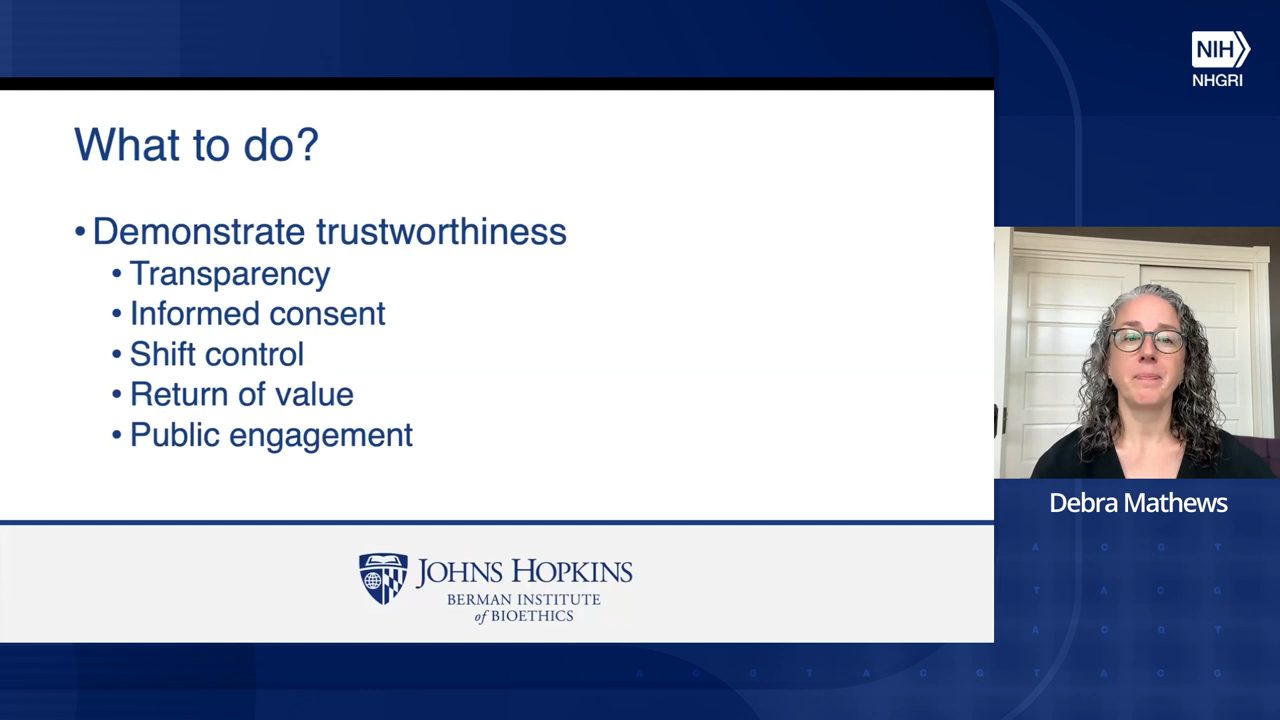 NIH
NHGRI
What to do?
• Demonstrate trustworthiness
• Transparency
• Informed consent
• Shift control
• Return of value
• Public engagement
Debra Mathews
JOHNS HOPKINS
BERMAN INSTITUTE
of BIOETHICS
A C G T
T A C G
A C G T
A C G T A C G T A C G